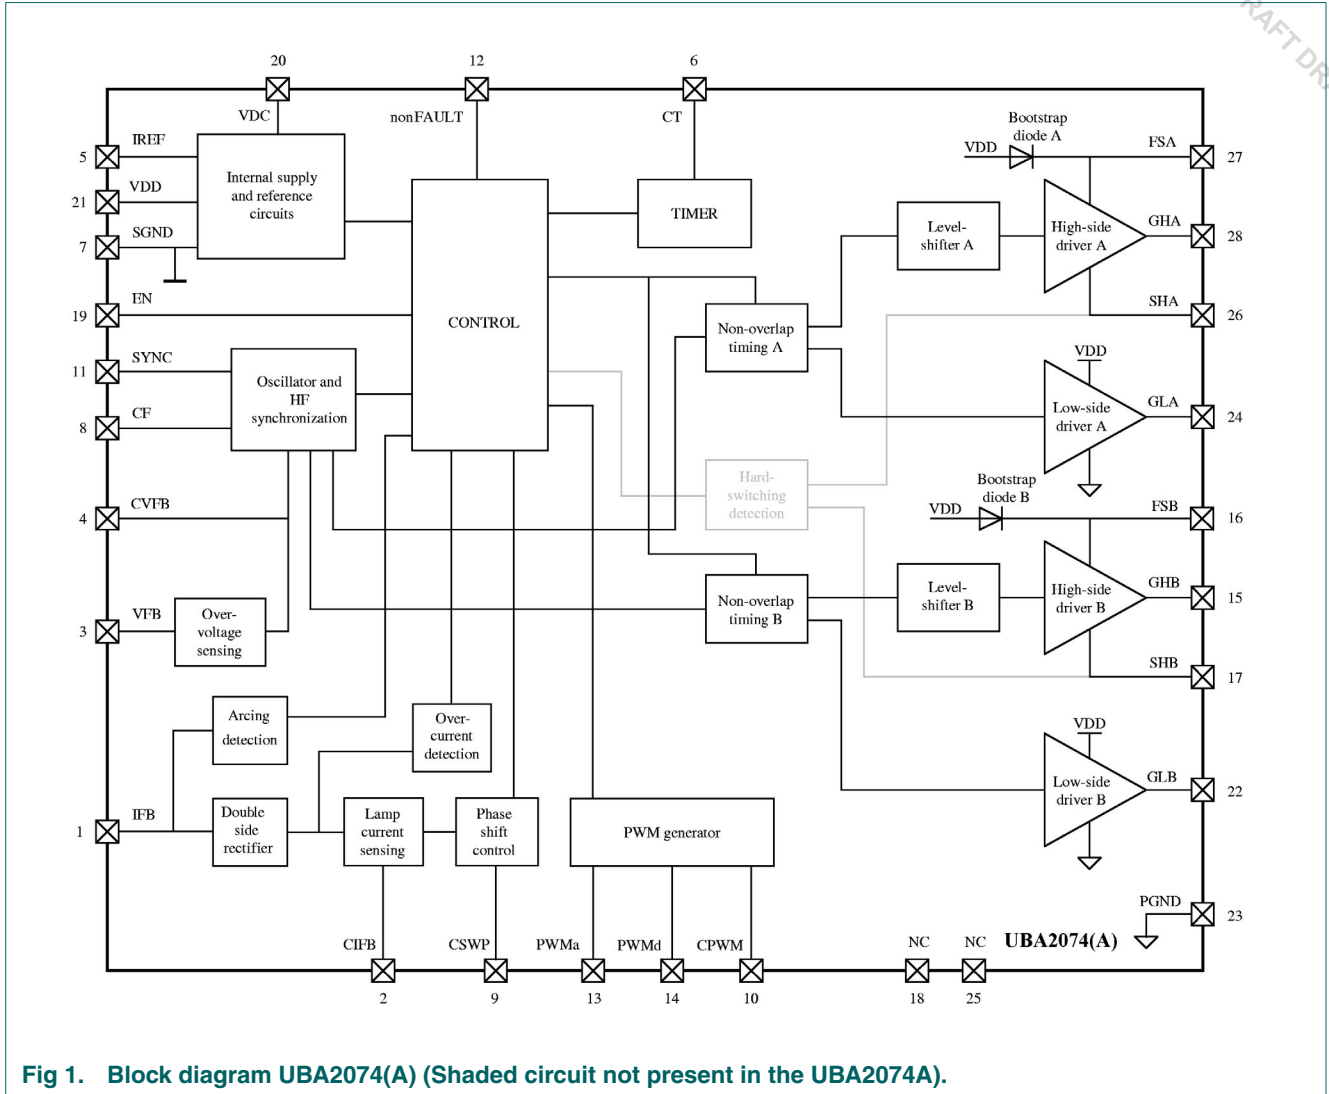 RAFT DR
20
12
6
VDC
nonFAULT
CT
Bootstrap
diode A
5
IREF
VDD
FSA
27
Internal supply
and reference
circuits
21
VDD
7
SGND
TIMER
Level-
shifter A
High-side
driver A
GHA
28
19
EN
CONTROL
Non-overlap
timing A
SHA
26
11
SYNC
Oscillator and
HF
synchronization
8
CF
VDD
Low-side
driver A
GLA
24
Hard-
switching
detection
Bootstrap
diode B
4
CVFB
VDD
FSB
16
3
VFB
Over-
voltage
sensing
Non-overlap
timing B
Level-
shifter B
High-side
driver B
GHB
15
SHB
17
Arcing
detection
Over-
current
detection
VDD
Low-side
driver B
GLB
22
1
IFB
Double
side
rectifier
Lamp
current
sensing
Phase
shift
control
PWM generator
PGND
23
CIFB
CSWP
PWMa
PWMd
CPWM
NC
NC
UBA2074(A)
2
9
13
14
10
18
25
Fig 1. Block diagram UBA2074(A) (Shaded circuit not present in the UBA2074A).